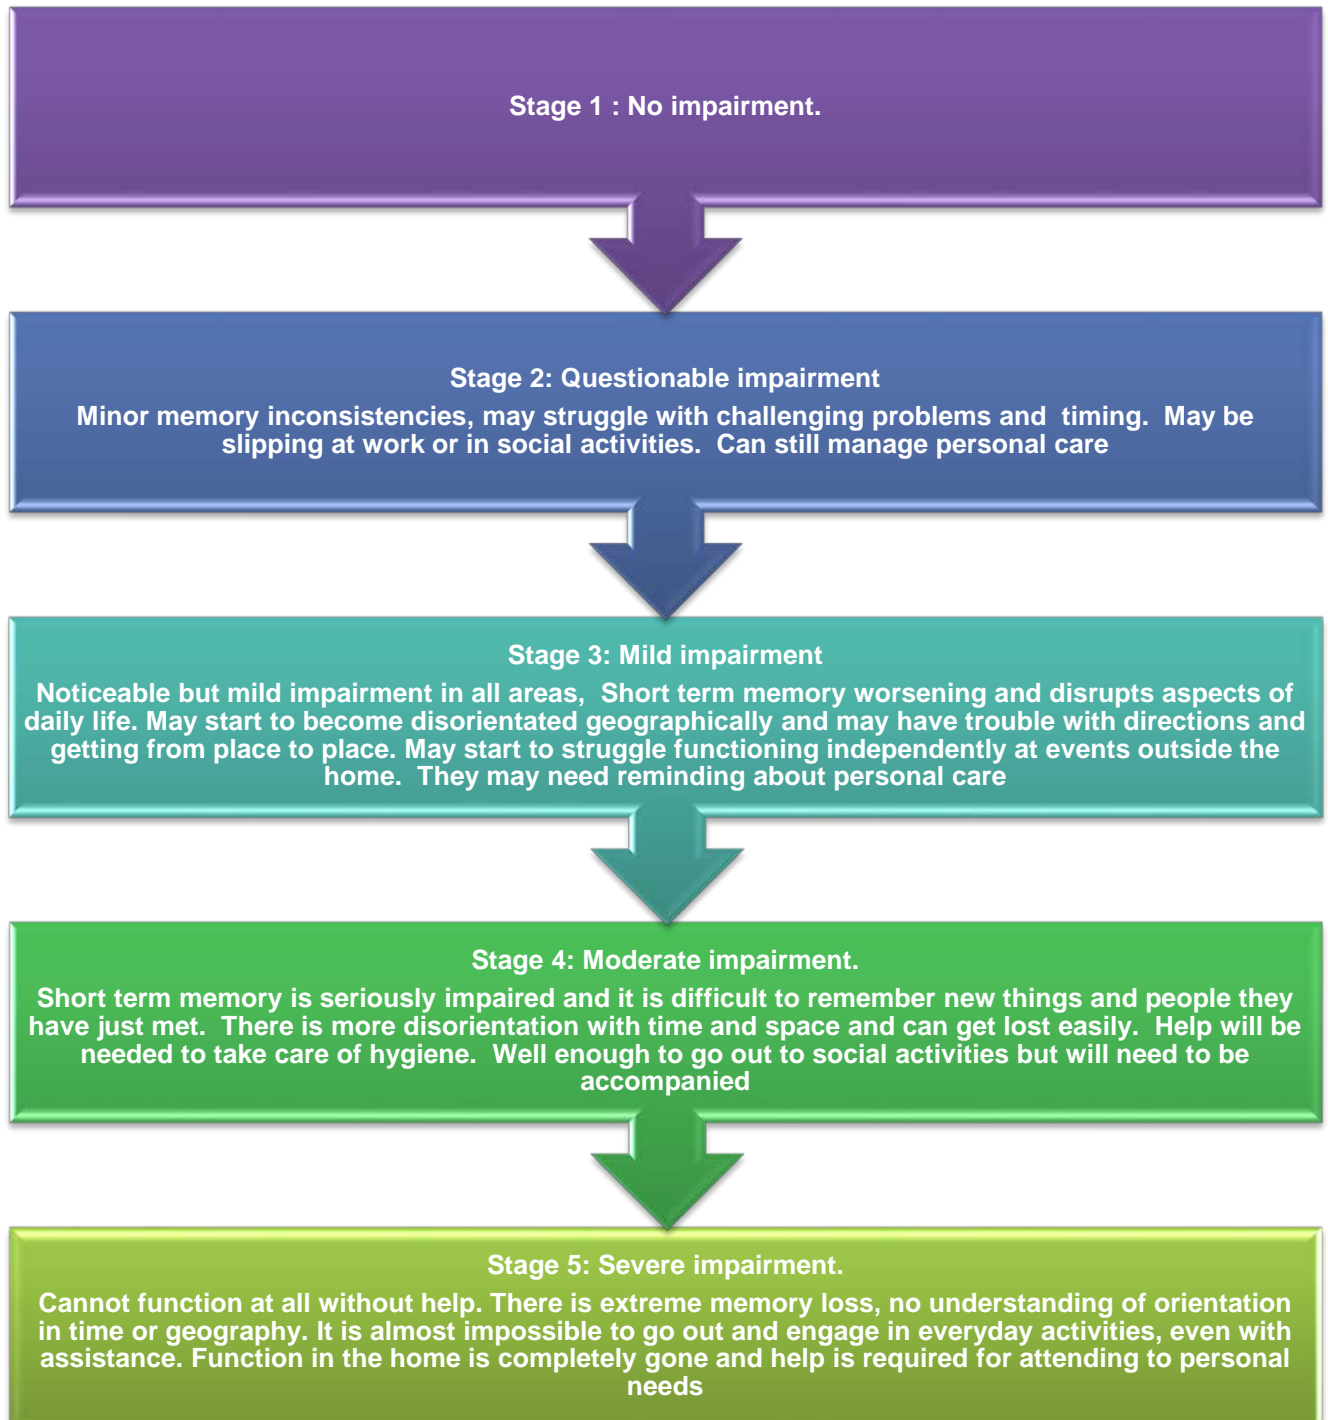 Stage 1 : No impairment.
Stage 2: Questionable impairment
Minor memory inconsistencies, may struggle with challenging problems and  timing.  May be
slipping at work or in social activities.  Can still manage personal care
Stage 3: Mild impairment
Noticeable but mild impairment in all areas,  Short term memory worsening and disrupts aspects of
daily life. May start to become disorientated geographically and may have trouble with directions and
getting from place to place. May start to struggle functioning independently at events outside the
home.  They may need reminding about personal care
Stage 4: Moderate impairment.
Short term memory is seriously impaired and it is difficult to remember new things and people they
have just met.  There is more disorientation with time and space and can get lost easily.  Help will be
needed to take care of hygiene.  Well enough to go out to social activities but will need to be
accompanied
Stage 5: Severe impairment.
Cannot function at all without help. There is extreme memory loss, no understanding of orientation
in time or geography. It is almost impossible to go out and engage in everyday activities, even with
assistance. Function in the home is completely gone and help is required for attending to personal
needs